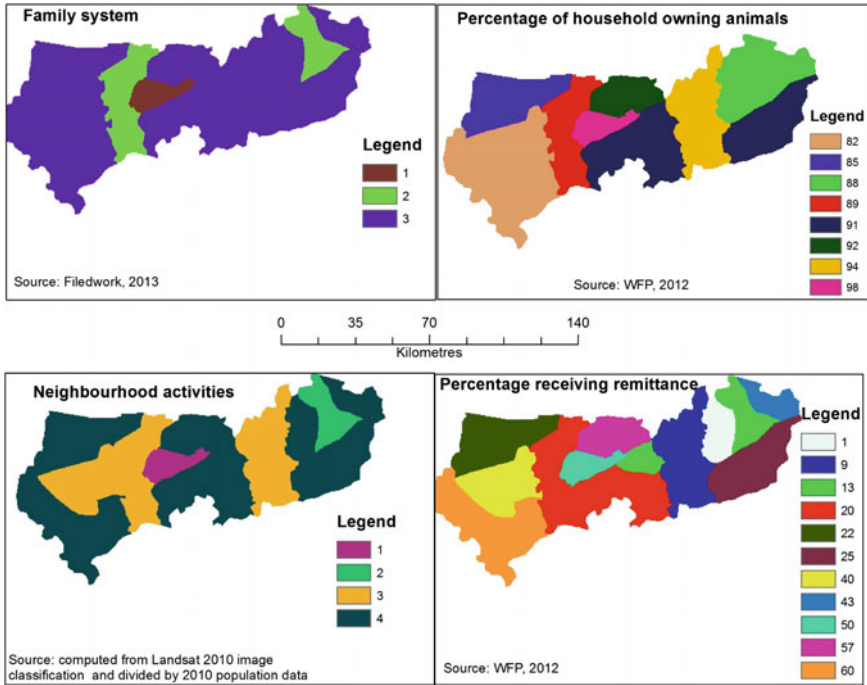 Family system
Legend
1
2
3
Source: Filedwork, 2013
Percentage of household owning animals
Legend
82
85
88
89
91
92
94
98
Source: WFP, 2012
0 35 70 140
Kilometres
Neighbourhood activities
Legend
1
2
3
4
Source: computed from Landsat 2010 image
classification and divided by 2010 population data
Percentage receiving remittance
Legend
1
9
13
20
22
25
40
43
50
57
60
Source: WFP, 2012